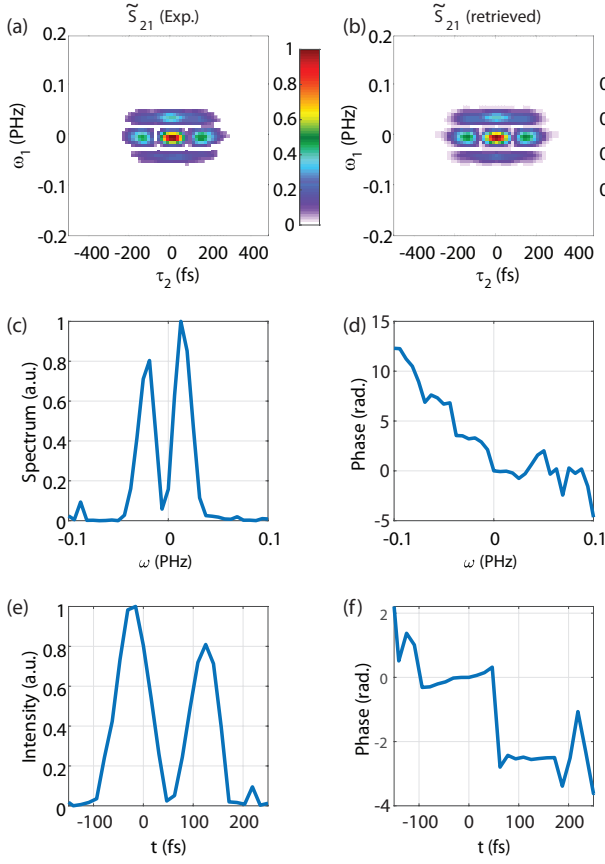 (a) S̃21 (Exp.)
(b) S̃21 (retrieved)
0.2
0.1
0
-0.1
-0.2
ω1 (PHz)
-400 -200 0 200 400
τ2 (fs)
1
0.8
0.6
0.4
0.2
0
0.2
0.1
0
-0.1
-0.2
ω1 (PHz)
-400 -200 0 200 400
τ2 (fs)
0
0
0
0
(c)
1
0.8
0.6
0.4
0.2
0
Spectrum (a.u.)
-0.1 0 0.1
ω (PHz)
(d)
15
10
5
0
-5
Phase (rad.)
-0.1 0 0.1
ω (PHz)
(e)
1
0.8
0.6
0.4
0.2
0
Intensity (a.u.)
-100 0 100 200
t (fs)
(f)
2
0
-2
-4
Phase (rad.)
-100 0 100 200
t (fs)